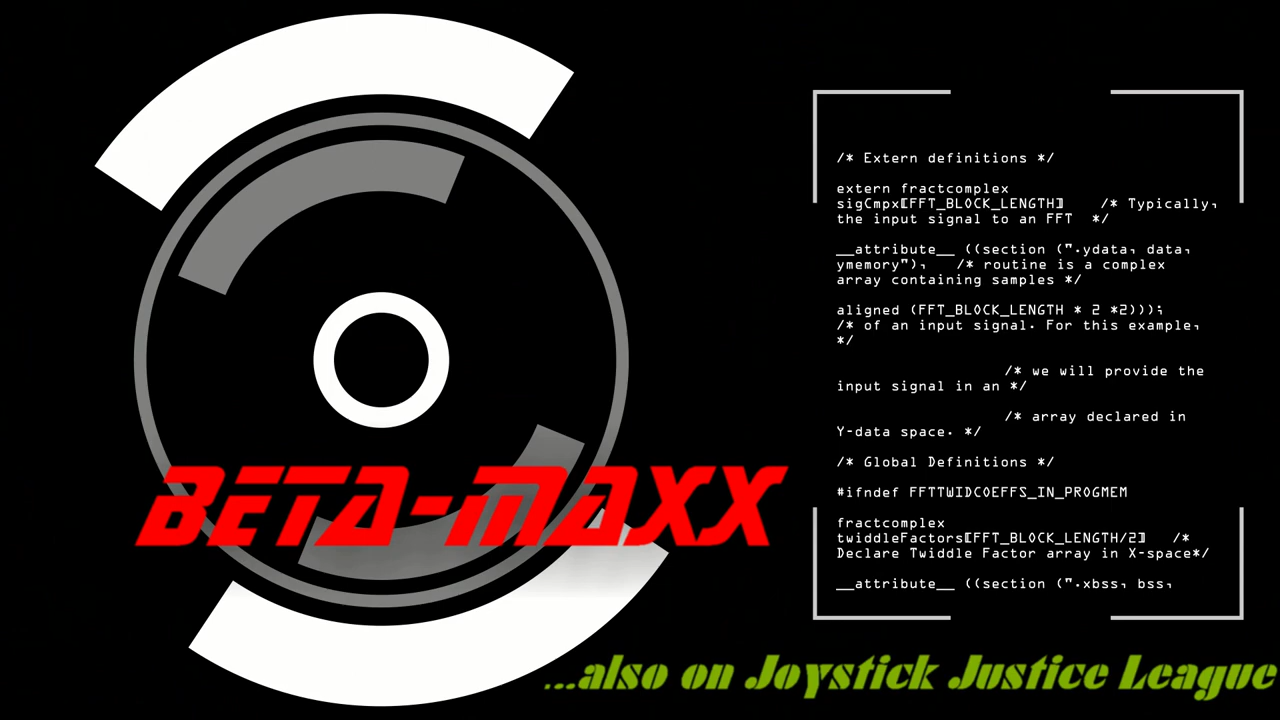 BETA-MAXX
/* Extern definitions */
extern fractcomplex
sigCmpx[FFT_BLOCK_LENGTH]    /* Typically,
the input signal to an FFT  */
__attribute__ ((section (".ydata, data,
ymemory"),   /* routine is a complex
array containing samples */
aligned (FFT_BLOCK_LENGTH * 2 *2)));
/* of an input signal. For this example,
*/
/* we will provide the
input signal in an */
/* array declared in
Y-data space. */
/* Global Definitions */
#ifndef FFTTWIDCOEFFS_IN_PROGMEM
fractcomplex
twiddleFactors[FFT_BLOCK_LENGTH/2]   /*
Declare Twiddle Factor array in X-space*/
__attribute__ ((section (".xbss, bss,
...also on Joystick Justice League